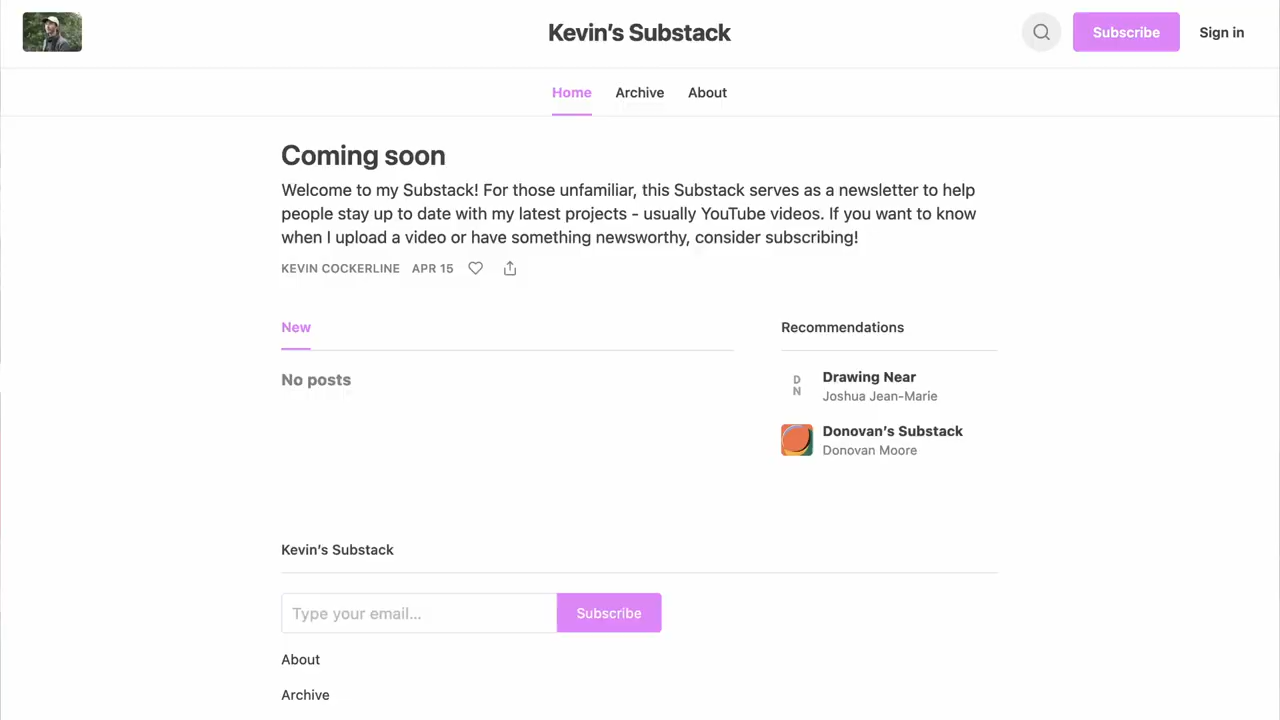 Kevin's Substack
Subscribe
Sign in
Home
Archive
About
Coming soon
Welcome to my Substack! For those unfamiliar, this Substack serves as a newsletter to help
people stay up to date with my latest projects - usually YouTube videos. If you want to know
when I upload a video or have something newsworthy, consider subscribing!
KEVIN COCKERLINE APR 15
New
No posts
Recommendations
D
N
Drawing Near
Joshua Jean-Marie
Donovan's Substack
Donovan Moore
Kevin's Substack
Type your email...
Subscribe
About
Archive